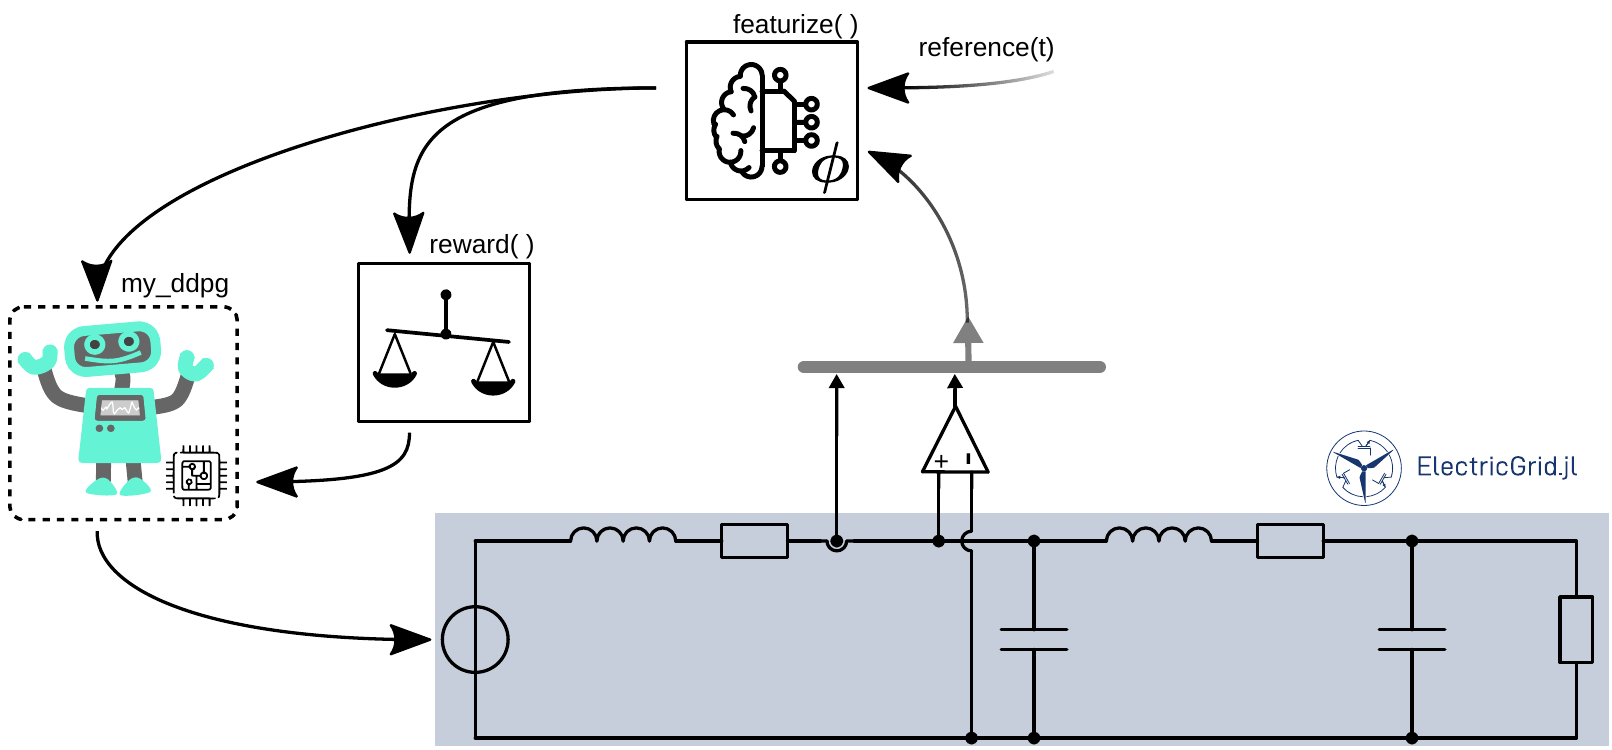 featurize( )
reference(t)
ϕ
reward( )
my_ddpg
+ -
ElectricGrid.jl